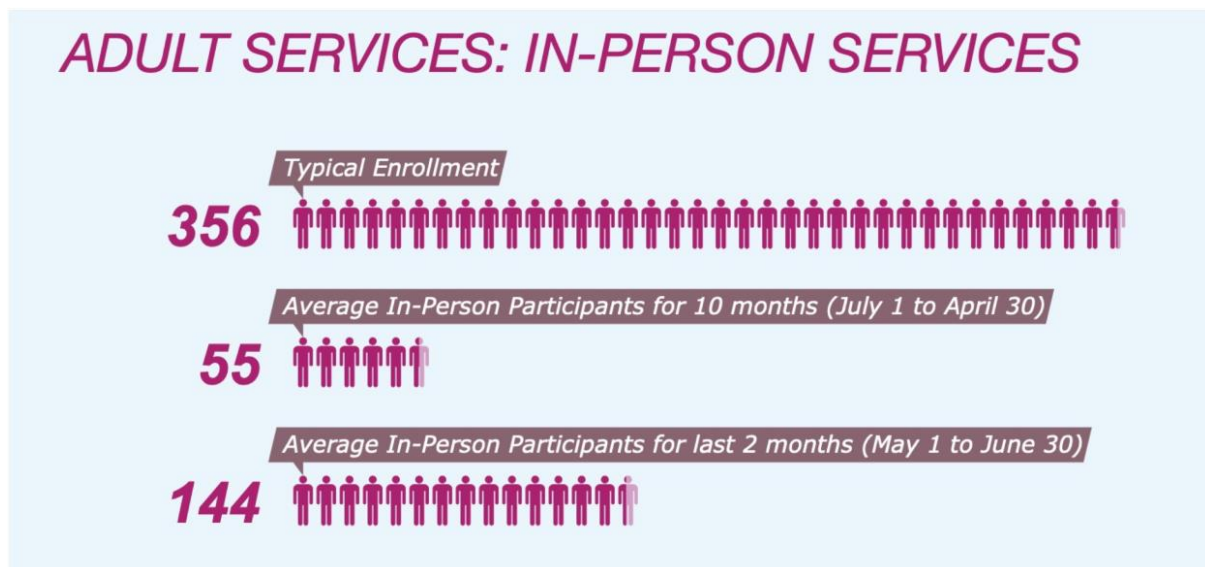 ADULT SERVICES: IN-PERSON SERVICES
Typical Enrollment
356
Average In-Person Participants for 10 months (July 1 to April 30)
55
Average In-Person Participants for last 2 months (May 1 to June 30)
144